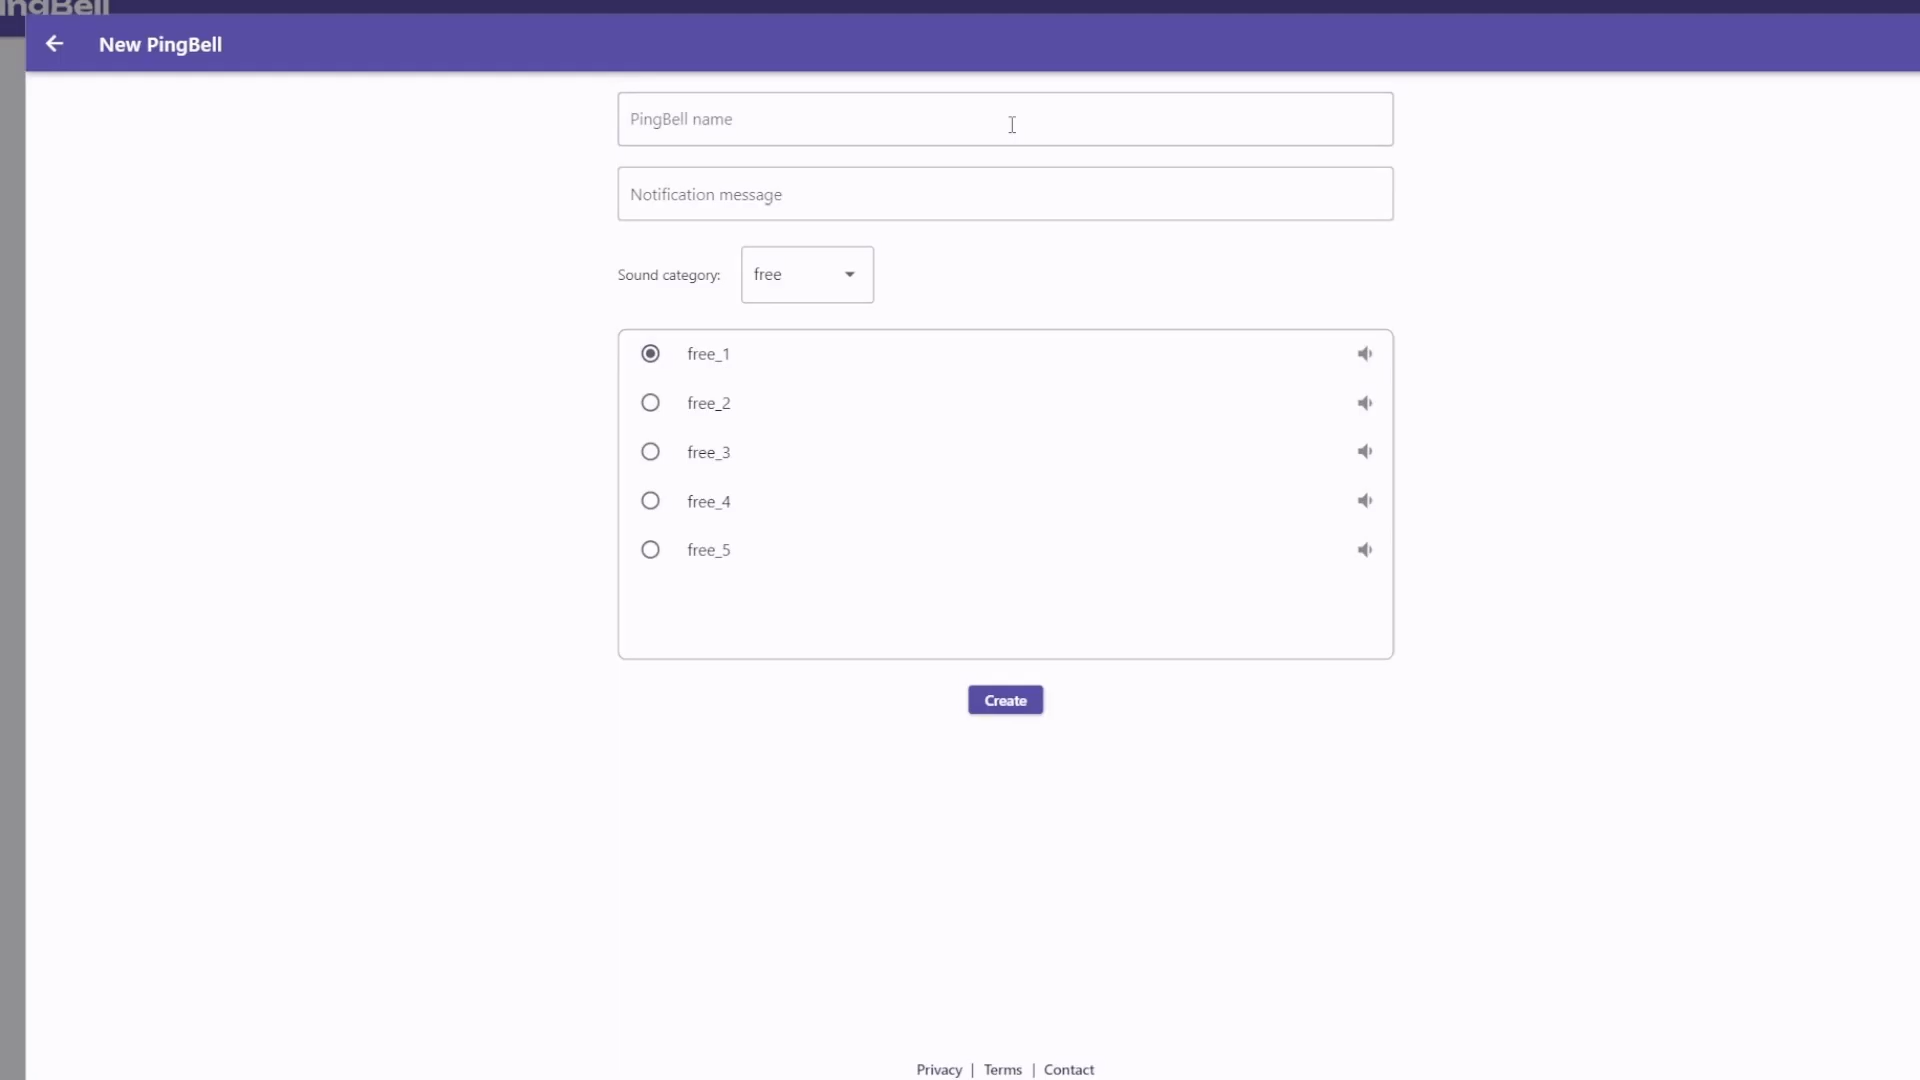 New PingBell
PingBell name
Notification message
Sound category: free
free_1
free_2
free_3
free_4
free_5
Create
Privacy | Terms | Contact